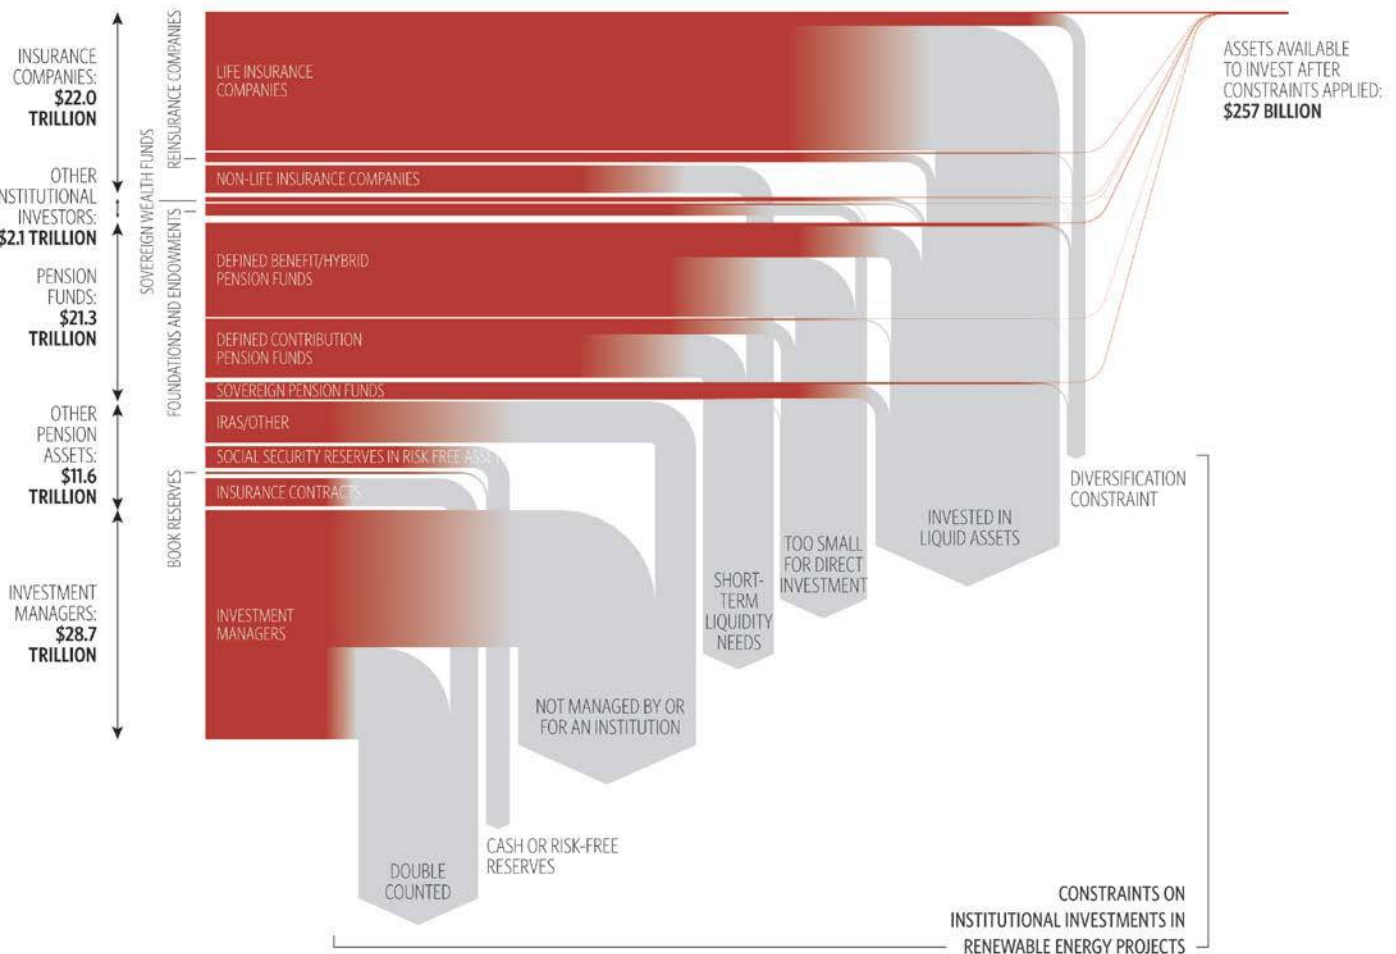 INSURANCE
COMPANIES:
$22.0
TRILLION
OTHER
INSTITUTIONAL
INVESTORS:
$2.1 TRILLION
PENSION
FUNDS:
$21.3
TRILLION
OTHER
PENSION
ASSETS:
$11.6
TRILLION
INVESTMENT
MANAGERS:
$28.7
TRILLION
REINSURANCE COMPANIES
SOVEREIGN WEALTH FUNDS
FOUNDATIONS AND ENDOWMENTS
BOOK RESERVES
LIFE INSURANCE
COMPANIES
NON-LIFE INSURANCE COMPANIES
DEFINED BENEFIT/HYBRID
PENSION FUNDS
DEFINED CONTRIBUTION
PENSION FUNDS
SOVEREIGN PENSION FUNDS
IRAS/OTHER
SOCIAL SECURITY RESERVES IN RISK FREE ASSETS
INSURANCE CONTRACTS
INVESTMENT
MANAGERS
ASSETS AVAILABLE
TO INVEST AFTER
CONSTRAINTS APPLIED:
$257 BILLION
DIVERSIFICATION
CONSTRAINT
INVESTED IN
LIQUID ASSETS
TOO SMALL
FOR DIRECT
INVESTMENT
SHORT-
TERM
LIQUIDITY
NEEDS
NOT MANAGED BY OR
FOR AN INSTITUTION
CASH OR RISK-FREE
RESERVES
DOUBLE
COUNTED
CONSTRAINTS ON
INSTITUTIONAL INVESTMENTS IN
RENEWABLE ENERGY PROJECTS